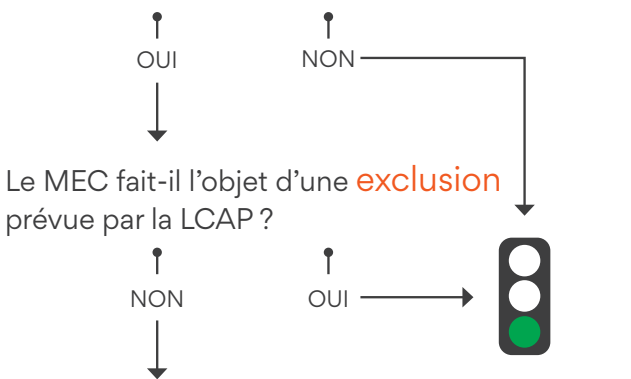 OUI NON
Le MEC fait-il l’objet d’une exclusion
prévue par la LCAP ?
NON OUI